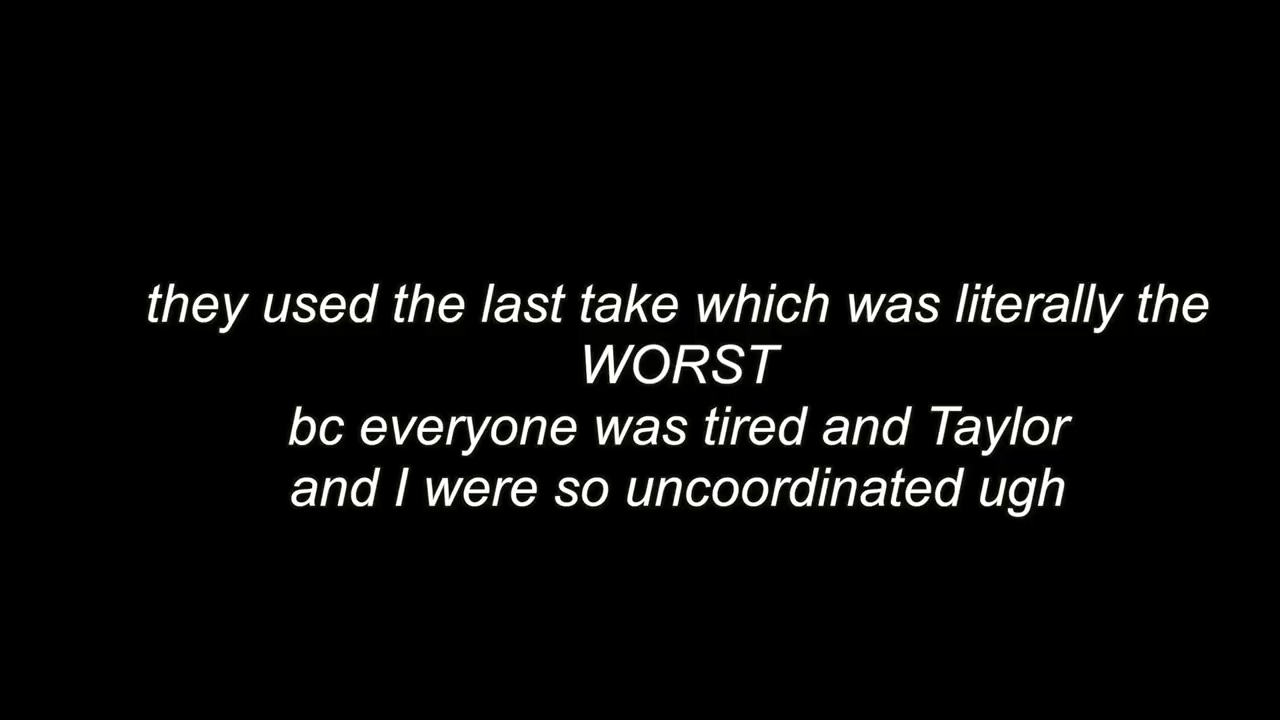 they used the last take which was literally the
WORST
bc everyone was tired and Taylor
and I were so uncoordinated ugh